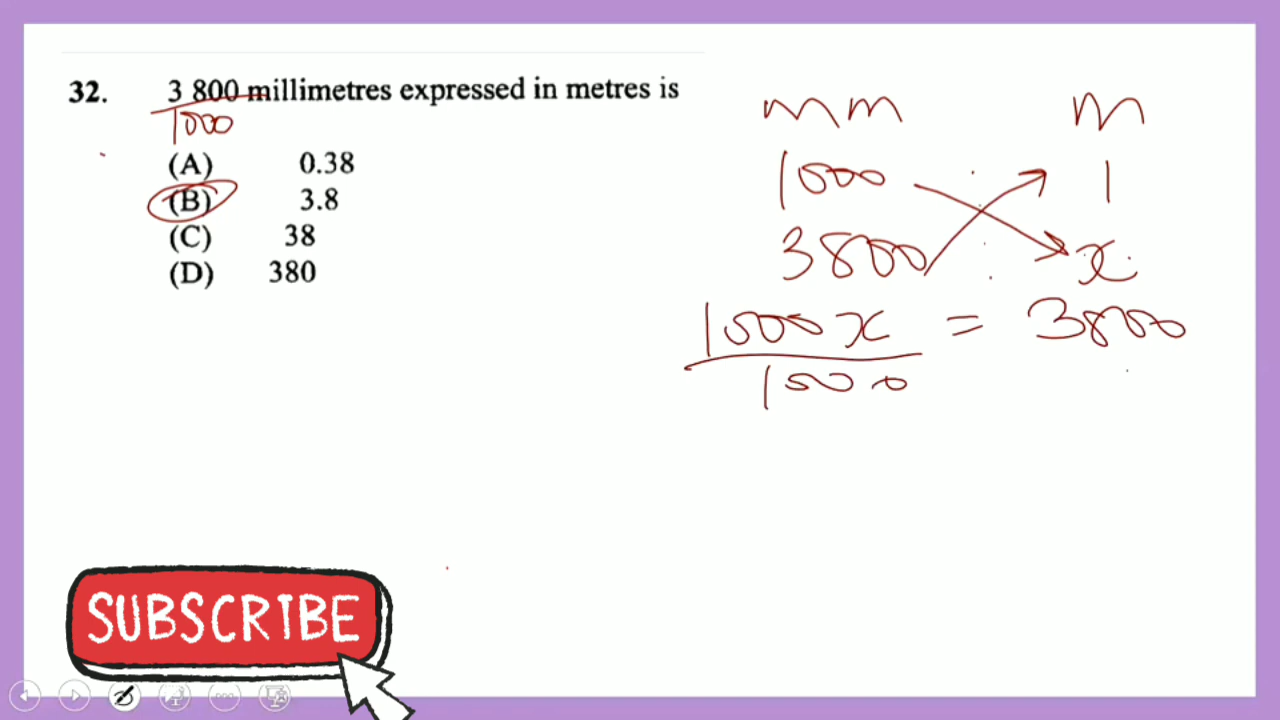 32. 3 800 millimetres expressed in metres is
1000
(A) 0.38
(B) 3.8
(C) 38
(D) 380
mm m
1000 1
3800 x
1000x = 3800
1000
SUBSCRIBE